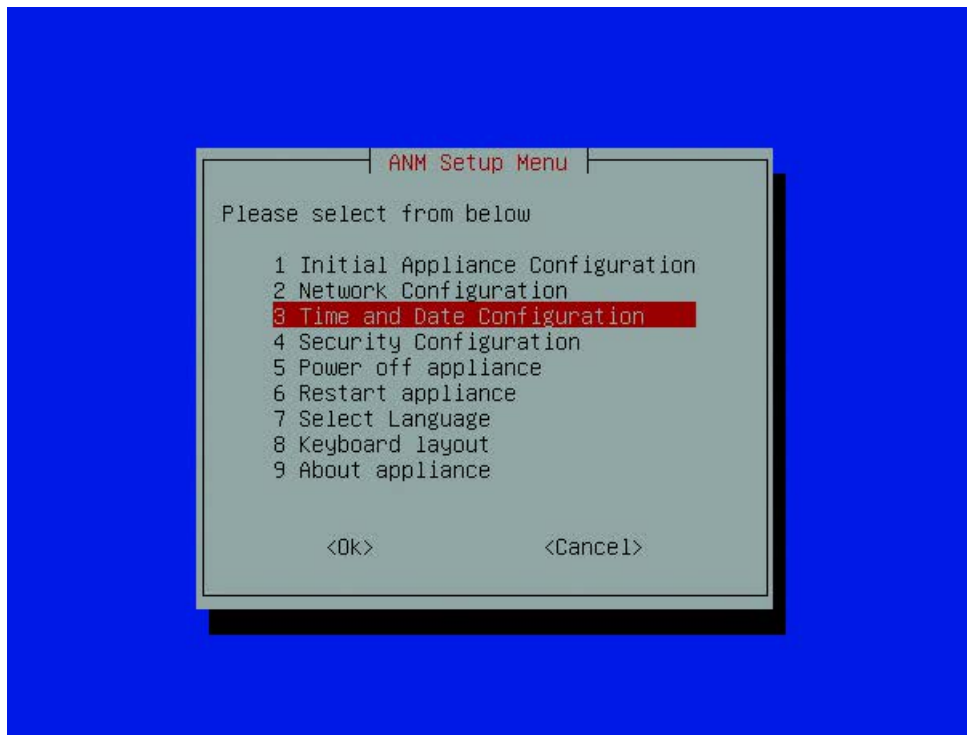 ANM Setup Menu
Please select from below
1 Initial Appliance Configuration
2 Network Configuration
3 Time and Date Configuration
4 Security Configuration
5 Power off appliance
6 Restart appliance
7 Select Language
8 Keyboard layout
9 About appliance
<Ok> <Cancel>